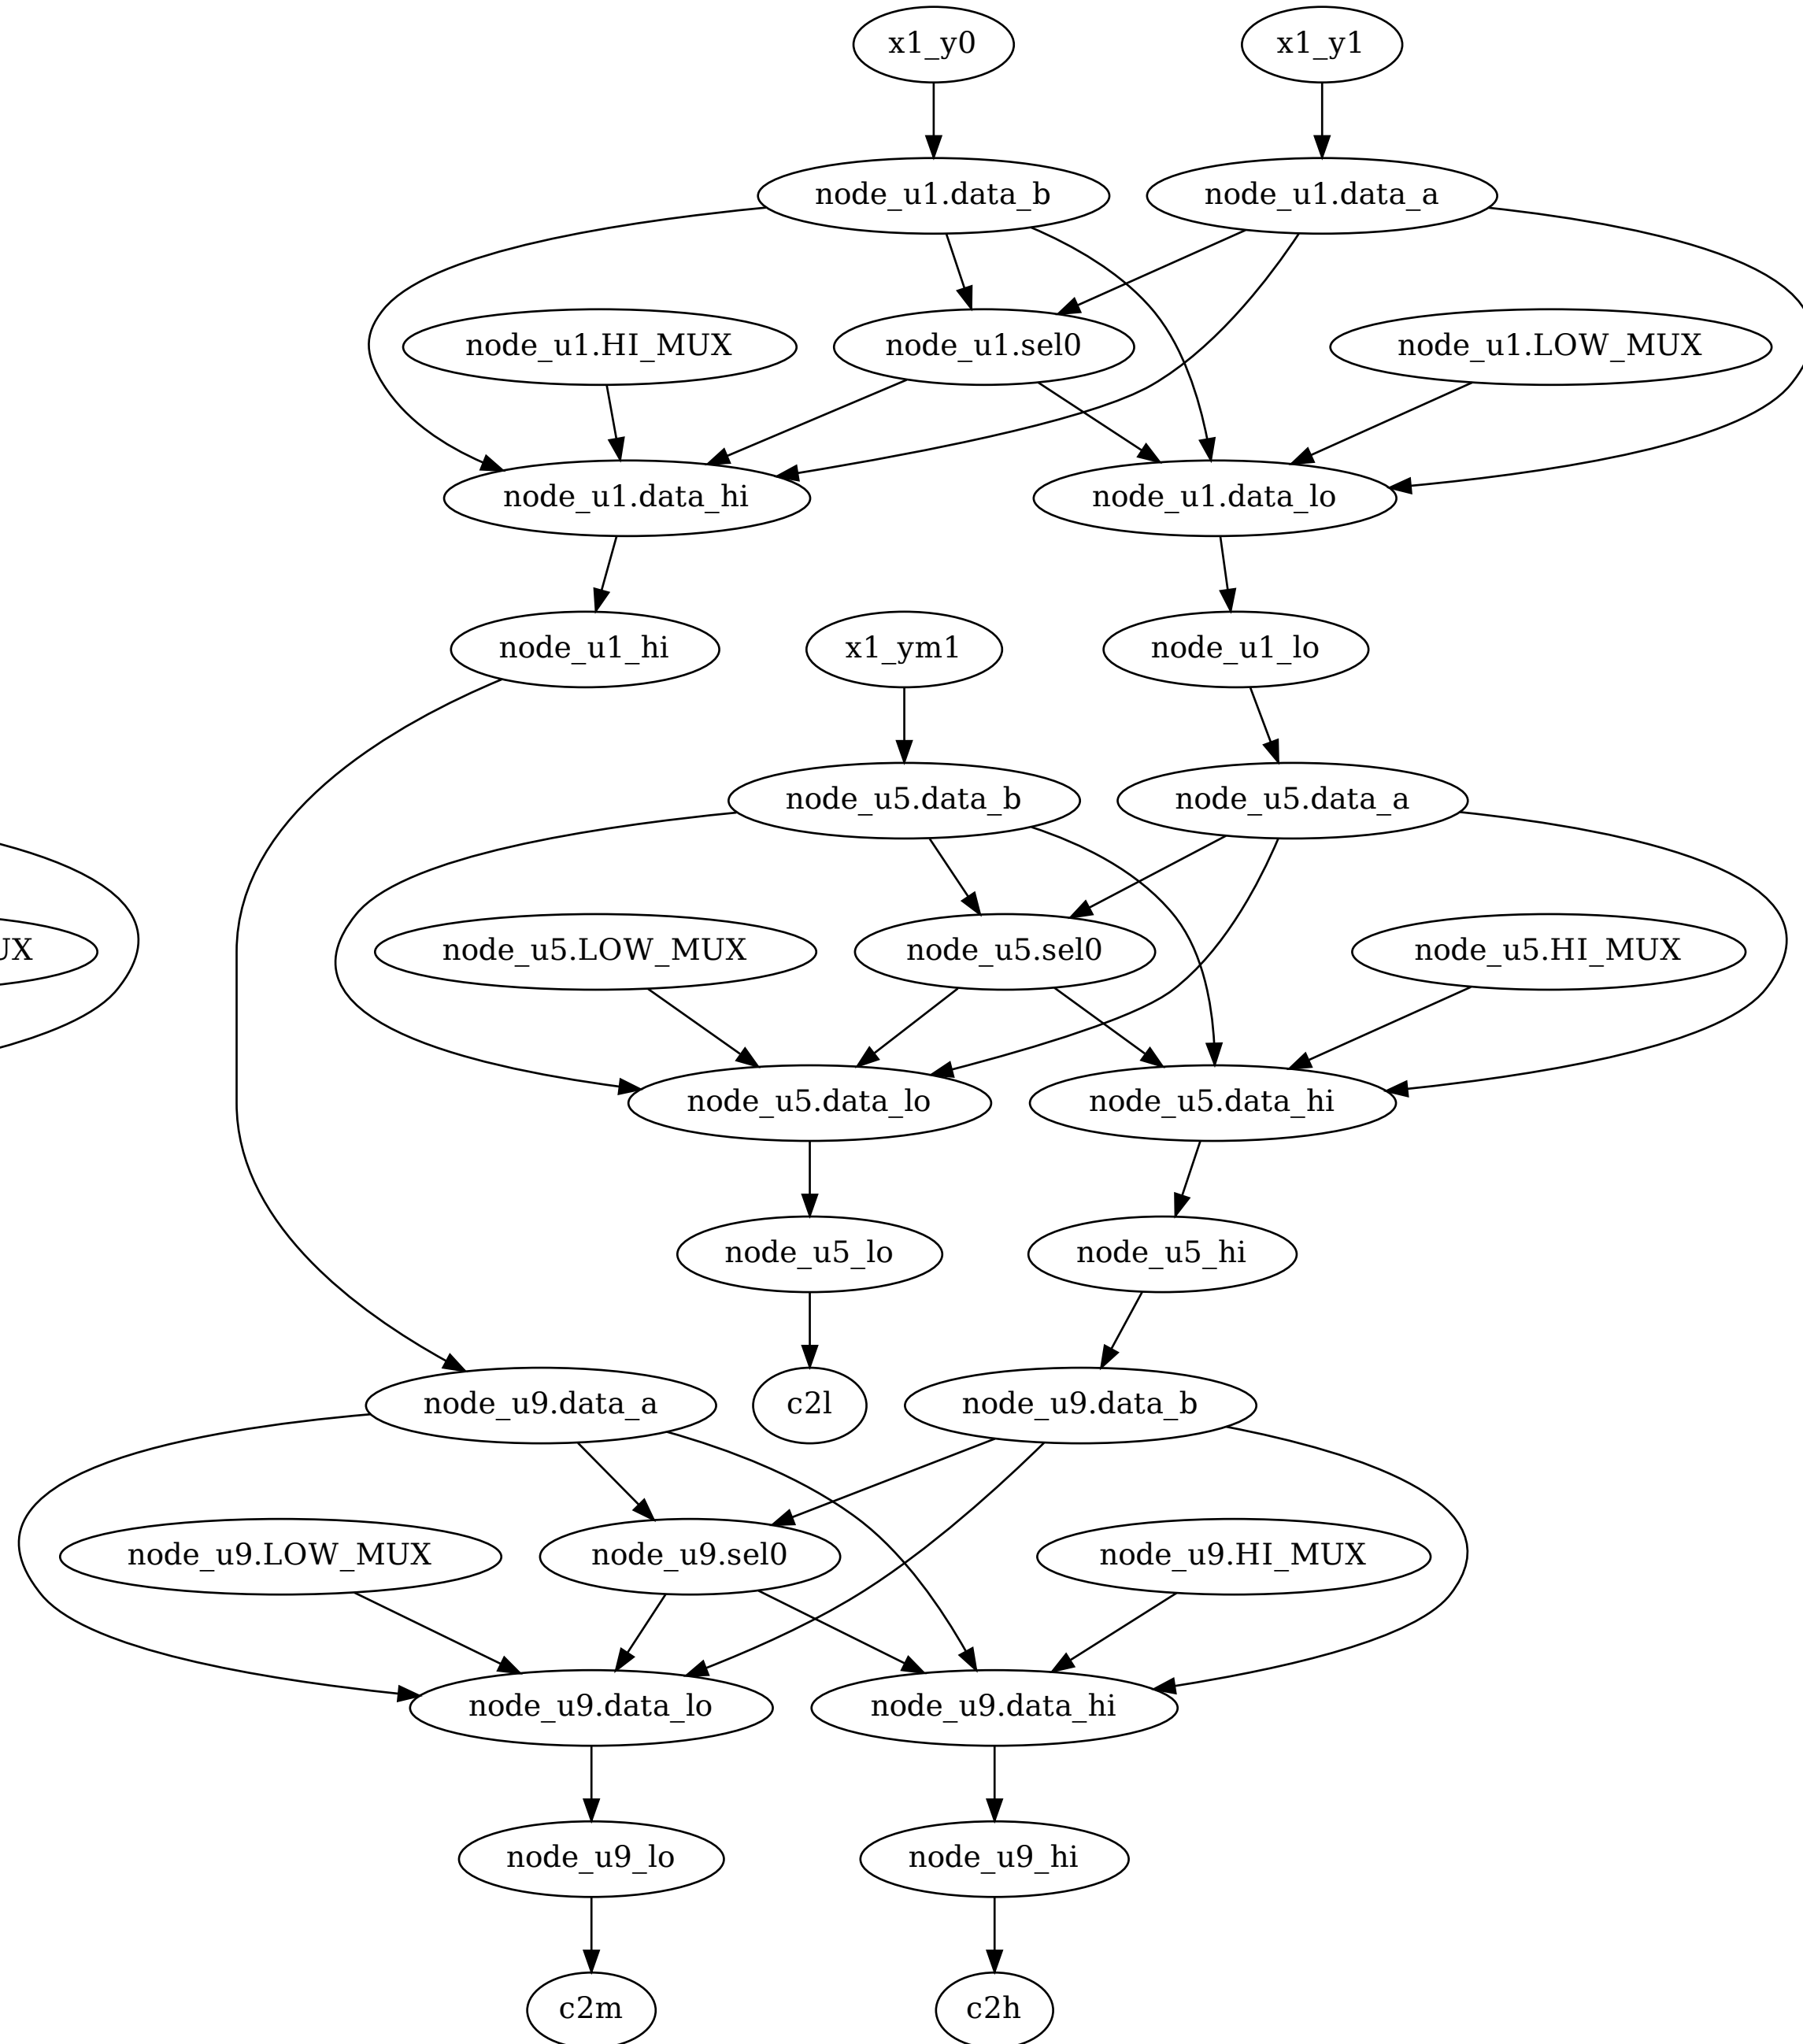 x1_y0
x1_y1
node_u1.data_b
node_u1.data_a
node_u1.HI_MUX
node_u1.sel0
node_u1.LOW_MUX
node_u1.data_hi
node_u1.data_lo
node_u1_hi
x1_ym1
node_u1_lo
node_u5.data_b
node_u5.data_a
node_u5.LOW_MUX
node_u5.sel0
node_u5.HI_MUX
node_u5.data_lo
node_u5.data_hi
node_u5_lo
node_u5_hi
node_u9.data_a
c2l
node_u9.data_b
node_u9.LOW_MUX
node_u9.sel0
node_u9.HI_MUX
node_u9.data_lo
node_u9.data_hi
node_u9_lo
node_u9_hi
c2m
c2h